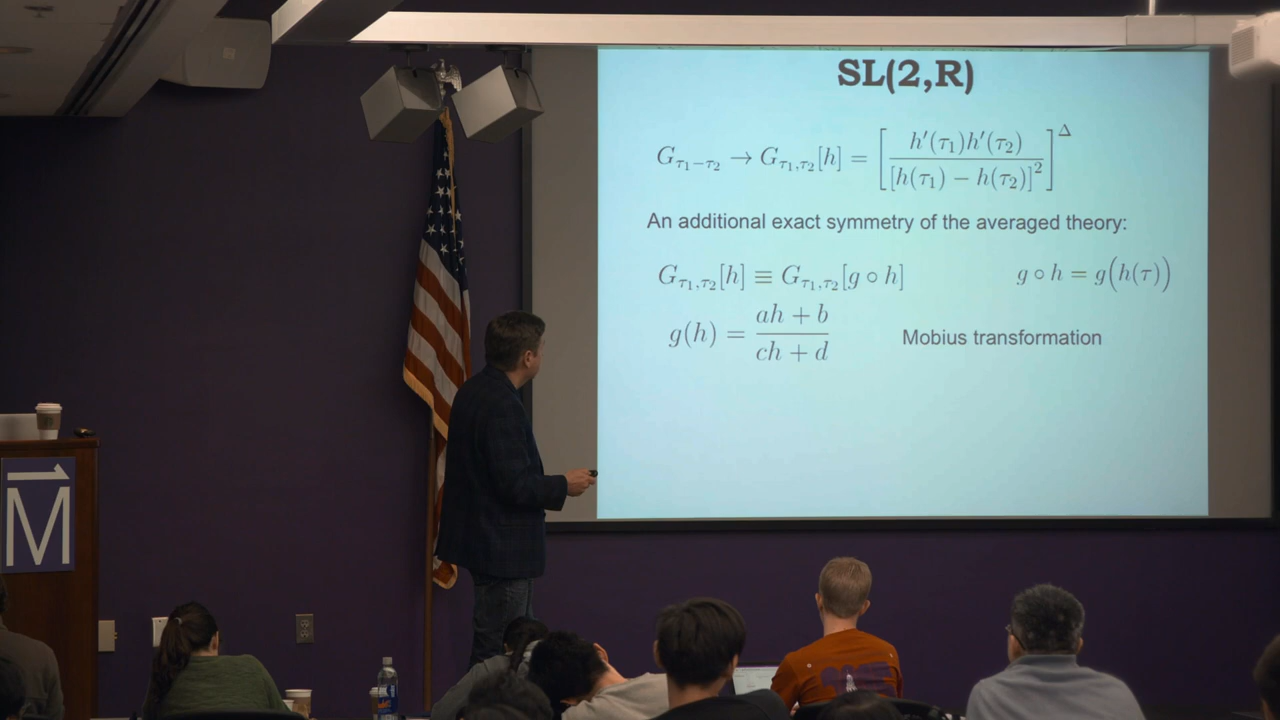 SL(2,R)
G_{τ₁−τ₂} → G_{τ₁,τ₂}[h] = [ h′(τ₁)h′(τ₂) / [h(τ₁) − h(τ₂)]² ]^Δ
An additional exact symmetry of the averaged theory:
G_{τ₁,τ₂}[h] ≡ G_{τ₁,τ₂}[g ∘ h] g ∘ h = g(h(τ))
g(h) = (ah + b) / (ch + d) Mobius transformation
M